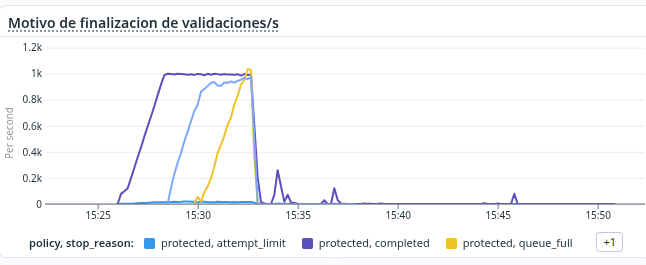 Motivo de finalizacion de validaciones/s
1.2k
1k
0.8k
0.6k
0.4k
0.2k
0
Per second
15:25 15:30 15:35 15:40 15:45 15:50
policy, stop_reason: protected, attempt_limit protected, completed protected, queue_full +1